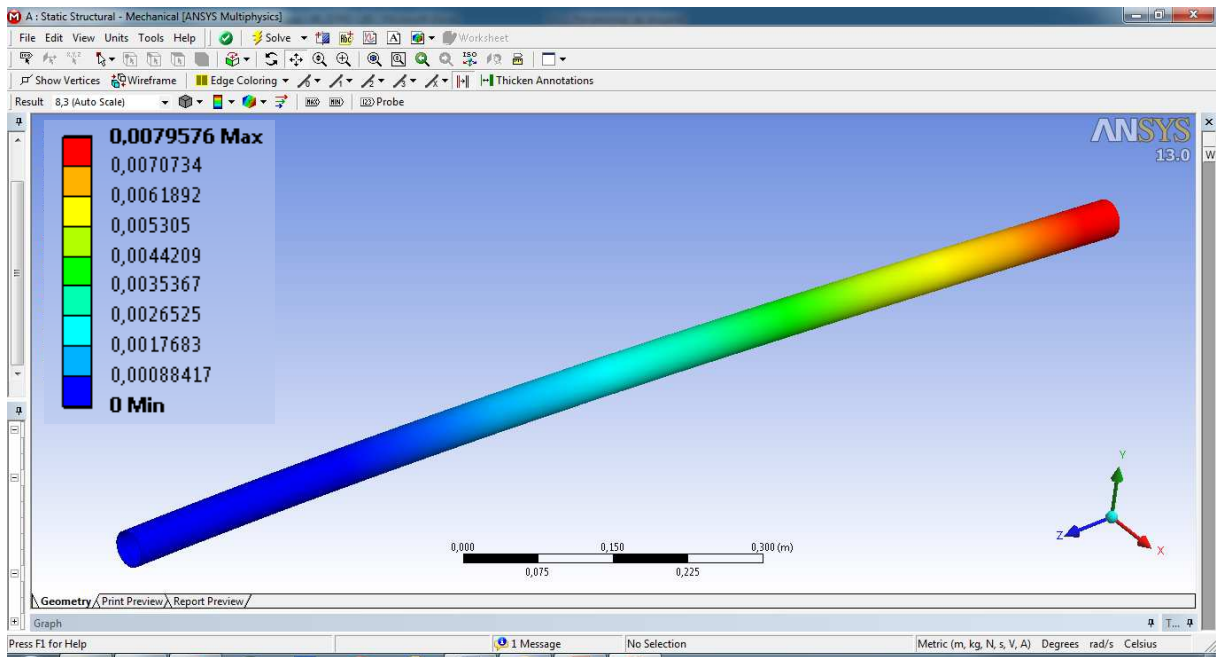 A : Static Structural - Mechanical [ANSYS Multiphysics]
File Edit View Units Tools Help Solve Worksheet
Show Vertices Wireframe Edge Coloring Thicken Annotations
Result 8,3 (Auto Scale) MAX MIN Probe
ANSYS
13.0
W
0,0079576 Max
0,0070734
0,0061892
0,005305
0,0044209
0,0035367
0,0026525
0,0017683
0,00088417
0 Min
0,000 0,150 0,300 (m)
0,075 0,225
Y
Z
X
Geometry Print Preview Report Preview
Graph T...
Press F1 for Help 1 Message No Selection Metric (m, kg, N, s, V, A) Degrees rad/s Celsius